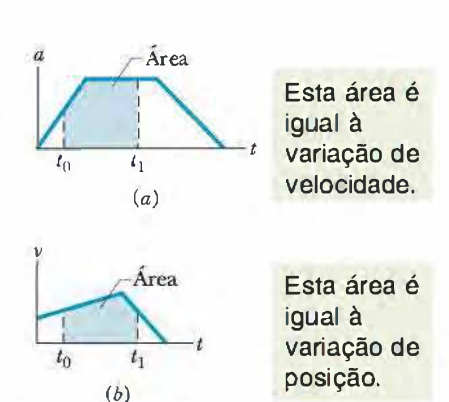 a
Área
t
t₀
t₁
(a)
Esta área é
igual à
variação de
velocidade.
v
Área
t
t₀
t₁
(b)
Esta área é
igual à
variação de
posição.